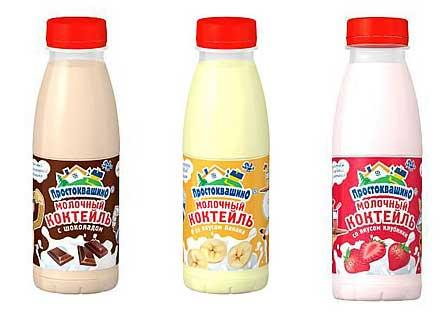 Простоквашино
МОЛОЧНЫЙ
КОКТЕЙЛЬ
с шоколадом
Простоквашино
МОЛОЧНЫЙ
КОКТЕЙЛЬ
со вкусом банана
Простоквашино
МОЛОЧНЫЙ
КОКТЕЙЛЬ
со вкусом клубники